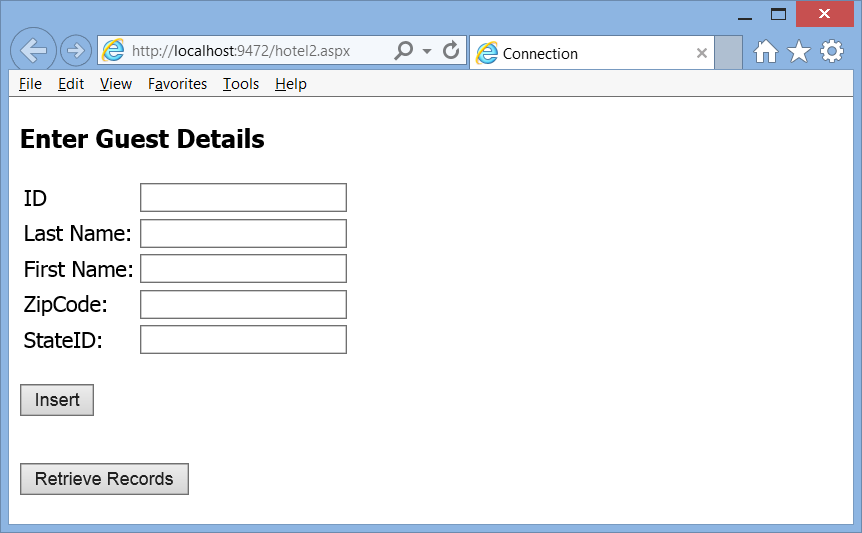 http://localhost:9472/hotel2.aspx
Connection
File Edit View Favorites Tools Help
Enter Guest Details
ID
Last Name:
First Name:
ZipCode:
StateID:
Insert
Retrieve Records